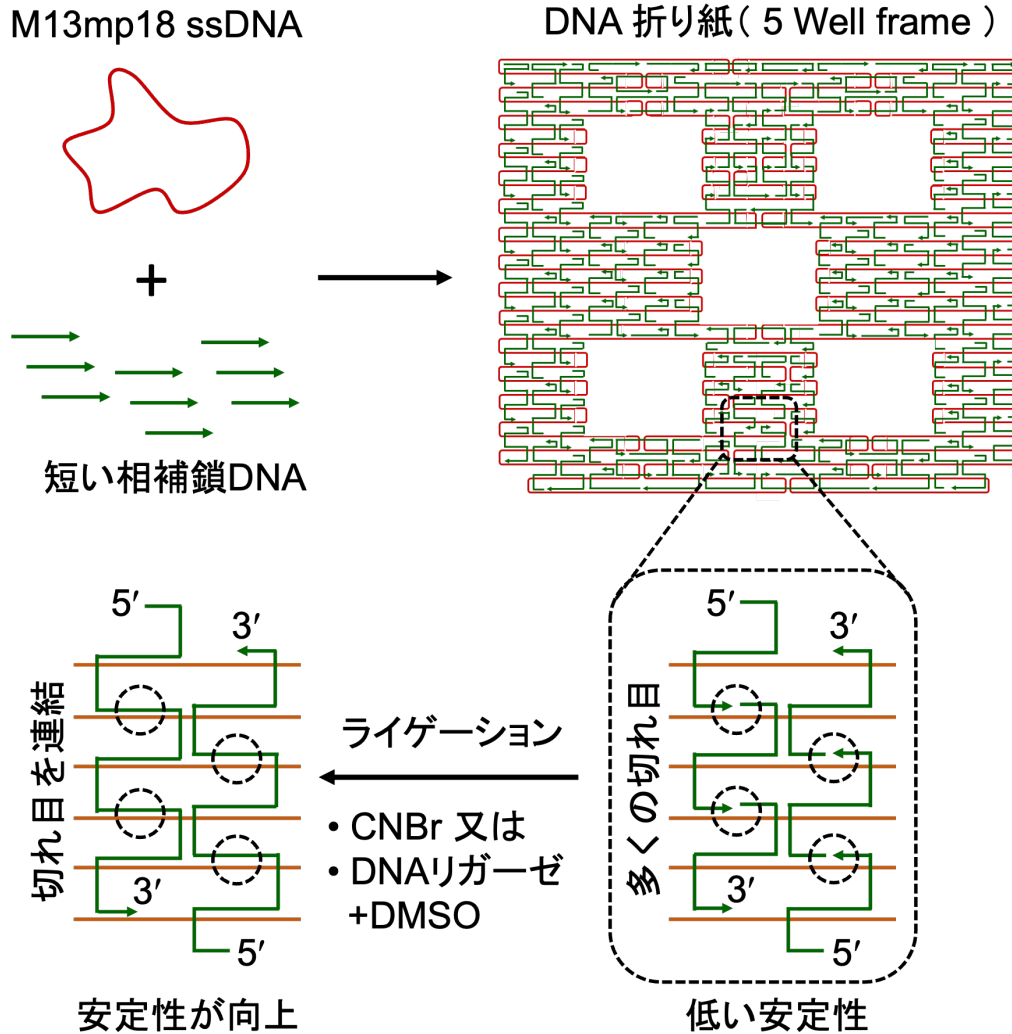 M13mp18 ssDNA
DNA 折り紙( 5 Well frame )
+
短い相補鎖DNA
5′
3′
切れ目を連結
3′
5′
安定性が向上
ライゲーション
• CNBr 又は
• DNAリガーゼ
+DMSO
5′
3′
多くの切れ目
3′
5′
低い安定性